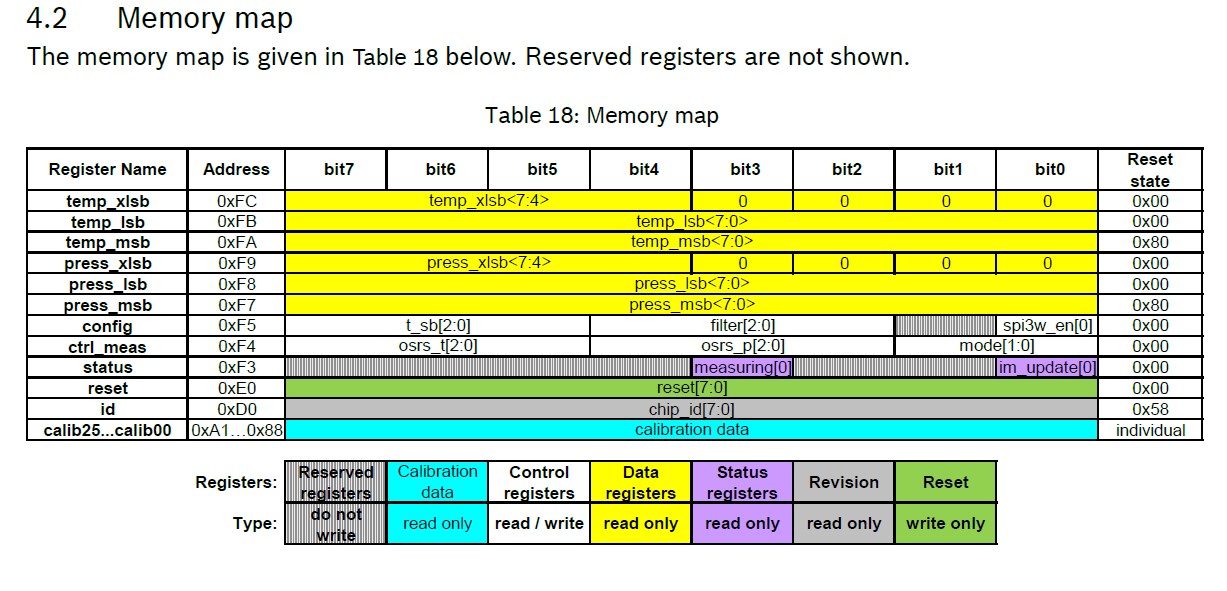 4.2 Memory map
The memory map is given in Table 18 below. Reserved registers are not shown.
Table 18: Memory map
Register Name Address bit7 bit6 bit5 bit4 bit3 bit2 bit1 bit0 Reset state
temp_xlsb 0xFC temp_xlsb<7:4> 0 0 0 0 0x00
temp_lsb 0xFB temp_lsb<7:0> 0x00
temp_msb 0xFA temp_msb<7:0> 0x80
press_xlsb 0xF9 press_xlsb<7:4> 0 0 0 0 0x00
press_lsb 0xF8 press_lsb<7:0> 0x00
press_msb 0xF7 press_msb<7:0> 0x80
config 0xF5 t_sb[2:0] filter[2:0] spi3w_en[0] 0x00
ctrl_meas 0xF4 osrs_t[2:0] osrs_p[2:0] mode[1:0] 0x00
status 0xF3 measuring[0] im_update[0] 0x00
reset 0xE0 reset[7:0] 0x00
id 0xD0 chip_id[7:0] 0x58
calib25...calib00 0xA1...0x88 calibration data individual
Registers: Reserved registers Calibration data Control registers Data registers Status registers Revision Reset
Type: do not write read only read / write read only read only read only write only